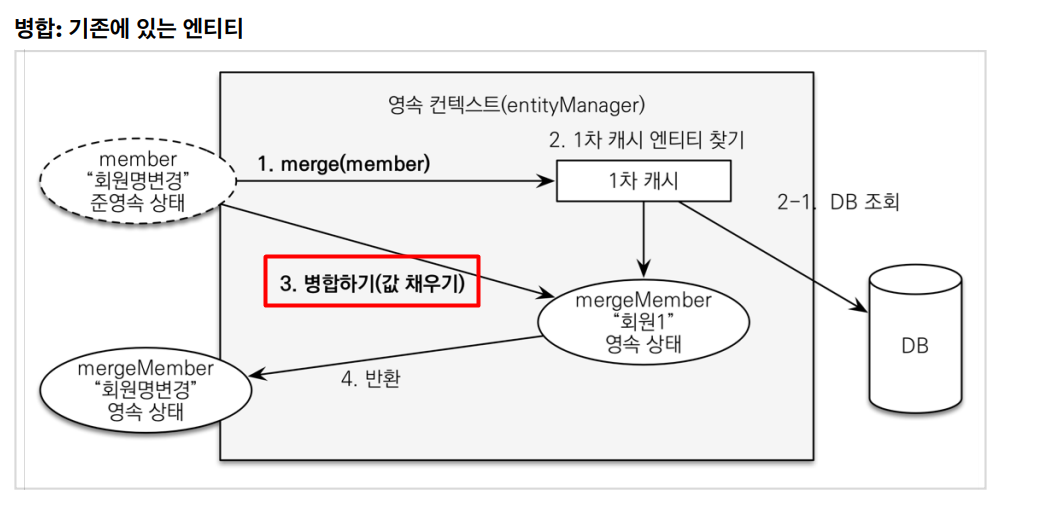 병합: 기존에 있는 엔티티
영속 컨텍스트(entityManager)
2. 1차 캐시 엔티티 찾기
member
“회원명변경”
준영속 상태
1. merge(member)
1차 캐시
2-1. DB 조회
3. 병합하기(값 채우기)
mergeMember
“회원1”
영속 상태
DB
mergeMember
“회원명변경”
영속 상태
4. 반환